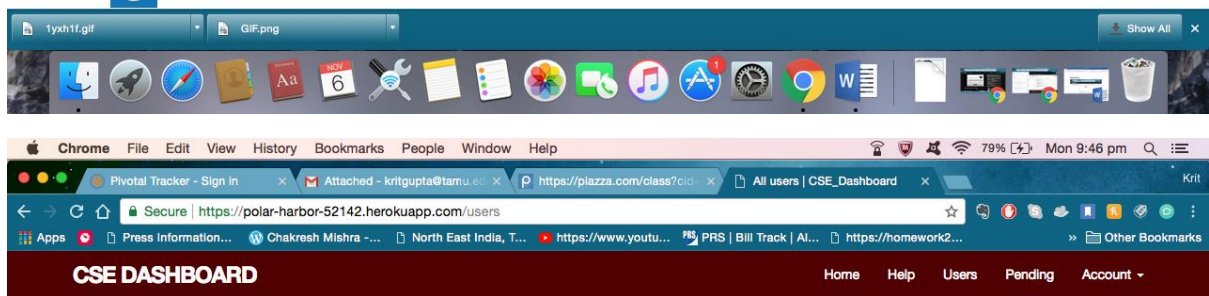 1yxh1f.gif GIF.png Show All
Aa NOV 6 1 W
Chrome File Edit View History Bookmarks People Window Help 79% Mon 9:46 pm
Pivotal Tracker - Sign in Attached - kritgupta@tamu.ed https://piazza.com/class?cid= All users | CSE_Dashboard Krit
Secure | https://polar-harbor-52142.herokuapp.com/users
Apps Press Information... Chakresh Mishra -... North East India, T... https://www.youtu... PRS | Bill Track | Al... https://homework2... » Other Bookmarks
CSE DASHBOARD Home Help Users Pending Account